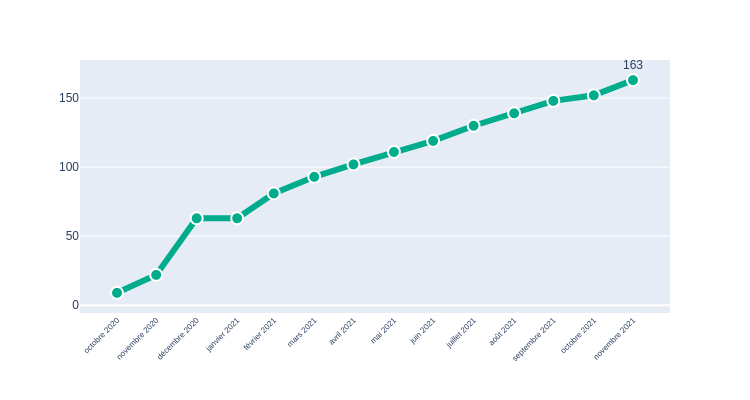 163
150
100
50
0
octobre 2020
novembre 2020
décembre 2020
janvier 2021
février 2021
mars 2021
avril 2021
mai 2021
juin 2021
juillet 2021
août 2021
septembre 2021
octobre 2021
novembre 2021